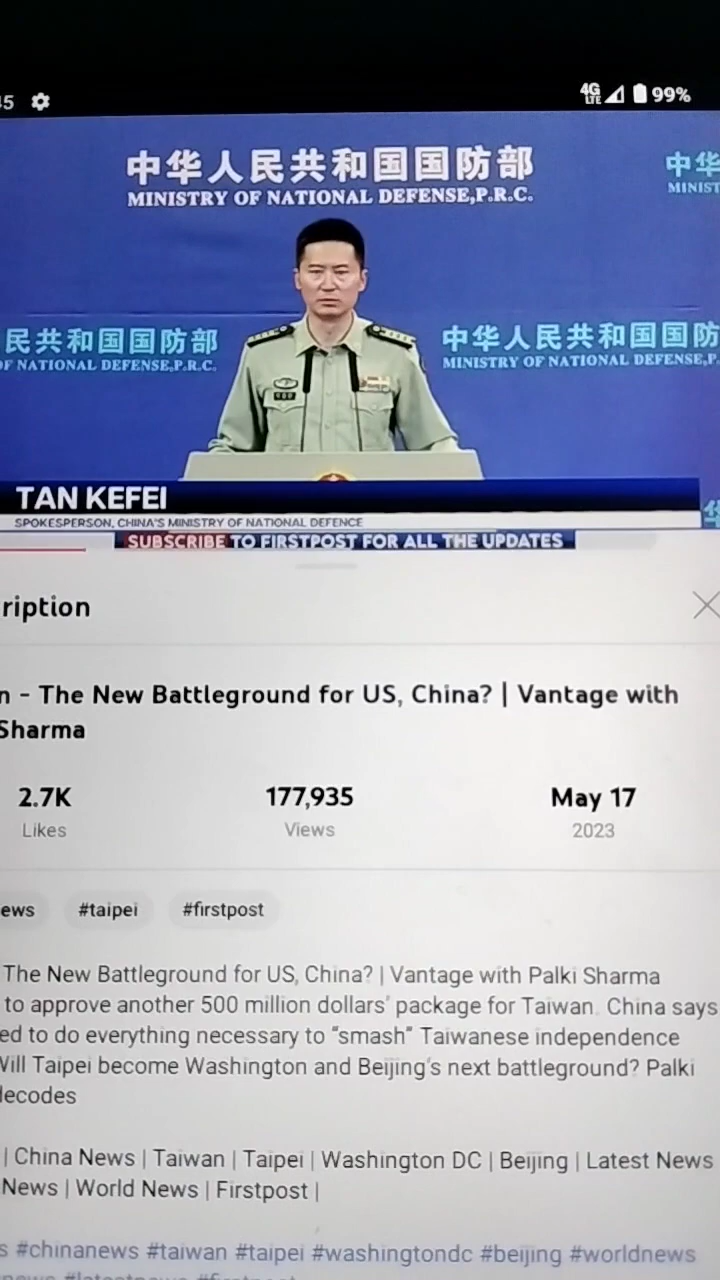 45
4G
LTE
99%
中华人民共和国国防部
MINISTRY OF NATIONAL DEFENSE,P.R.C.
中华
MINIST
民共和国国防部
OF NATIONAL DEFENSE,P.R.C.
中华人民共和国国防
MINISTRY OF NATIONAL DEFENSE,P.
TAN KEFEI
SPOKESPERSON, CHINA'S MINISTRY OF NATIONAL DEFENCE
SUBSCRIBE TO FIRSTPOST FOR ALL THE UPDATES
ription
n - The New Battleground for US, China? | Vantage with
Sharma
2.7K
177,935
May 17
Likes
Views
2023
ews
#taipei
#firstpost
The New Battleground for US, China? | Vantage with Palki Sharma
to approve another 500 million dollars' package for Taiwan. China says
ed to do everything necessary to "smash" Taiwanese independence
Will Taipei become Washington and Beijing's next battleground? Palki
decodes
| China News | Taiwan | Taipei | Washington DC | Beijing | Latest News
News | World News | Firstpost |
s #chinanews #taiwan #taipei #washingtondc #beijing #worldnews